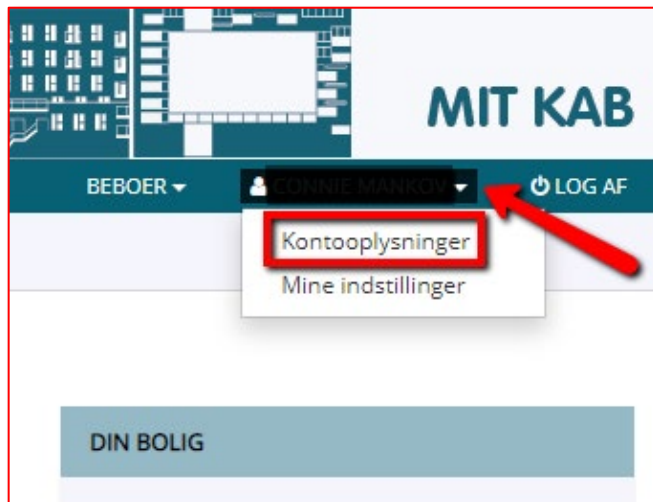 MIT KAB
BEBOER LOG AF
Kontooplysninger
Mine indstillinger
DIN BOLIG